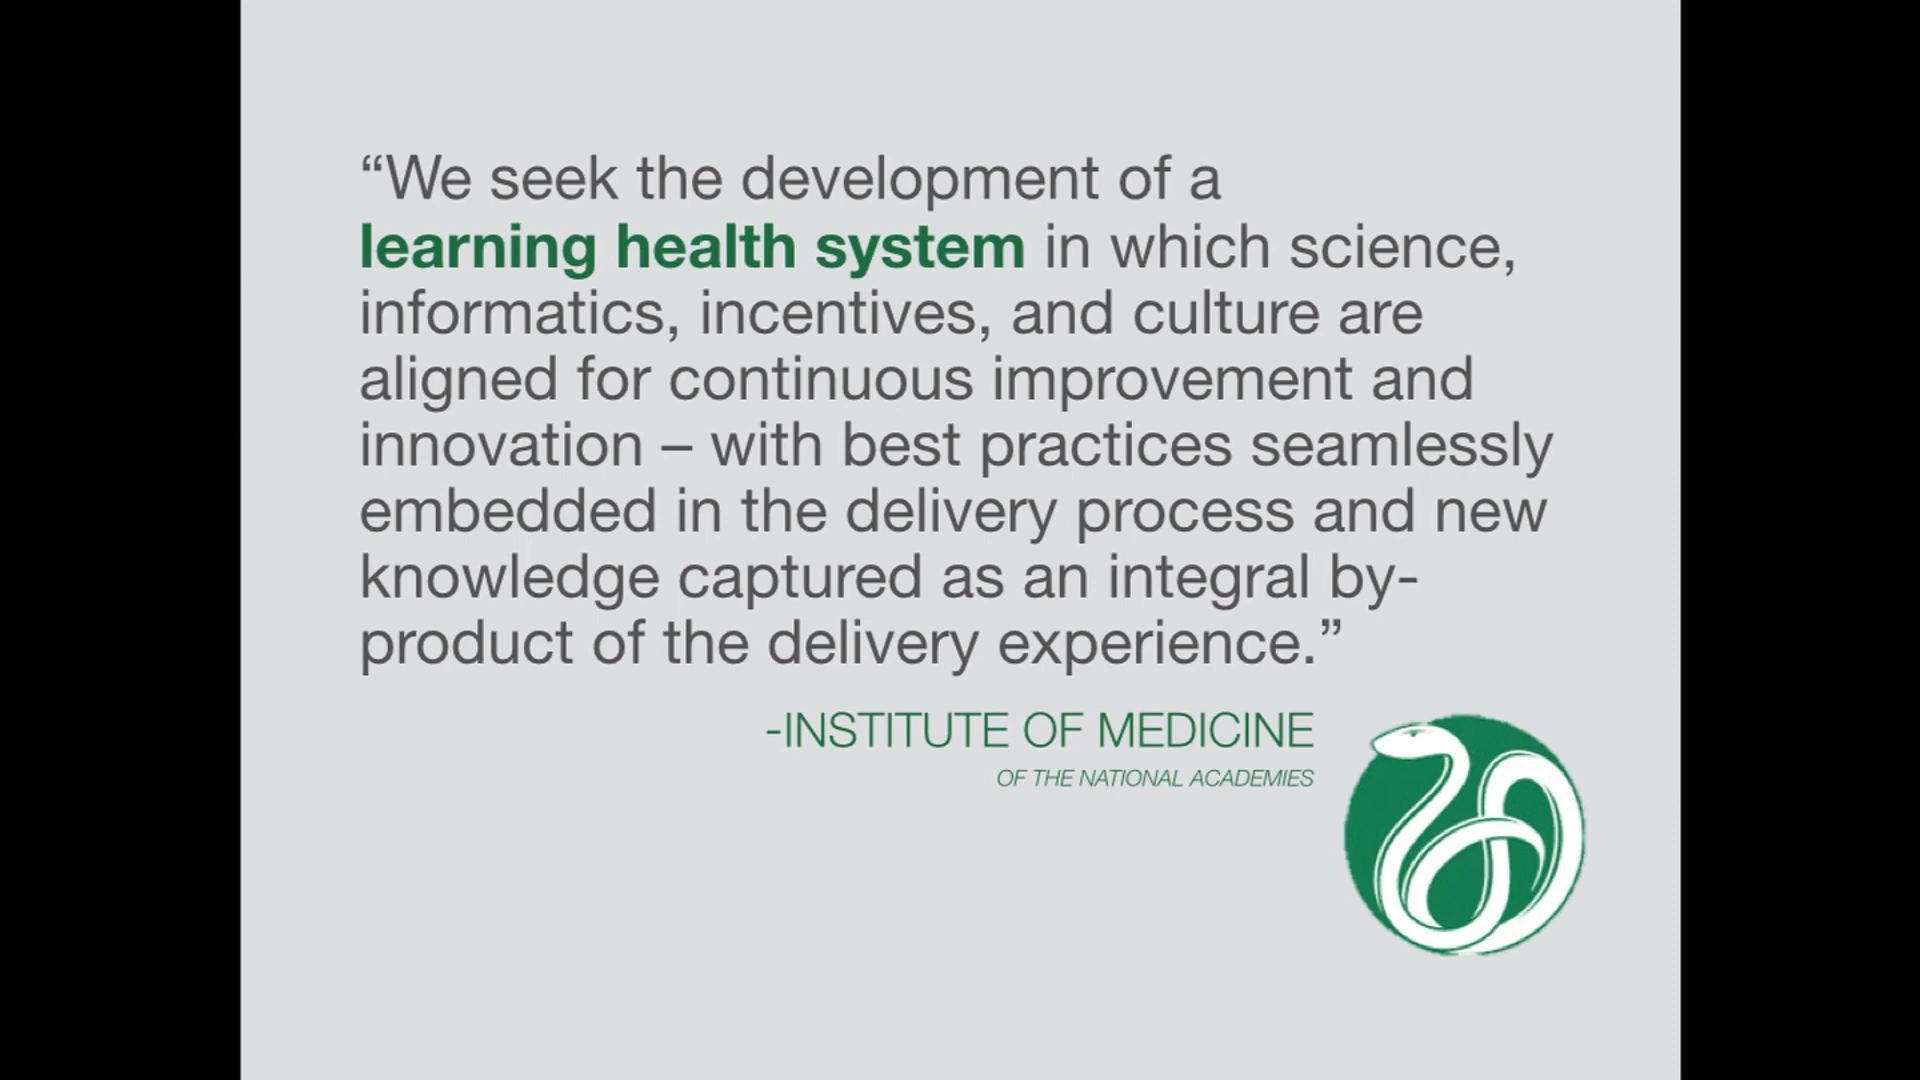 “We seek the development of a
learning health system in which science,
informatics, incentives, and culture are
aligned for continuous improvement and
innovation – with best practices seamlessly
embedded in the delivery process and new
knowledge captured as an integral by-
product of the delivery experience.”
-INSTITUTE OF MEDICINE
OF THE NATIONAL ACADEMIES